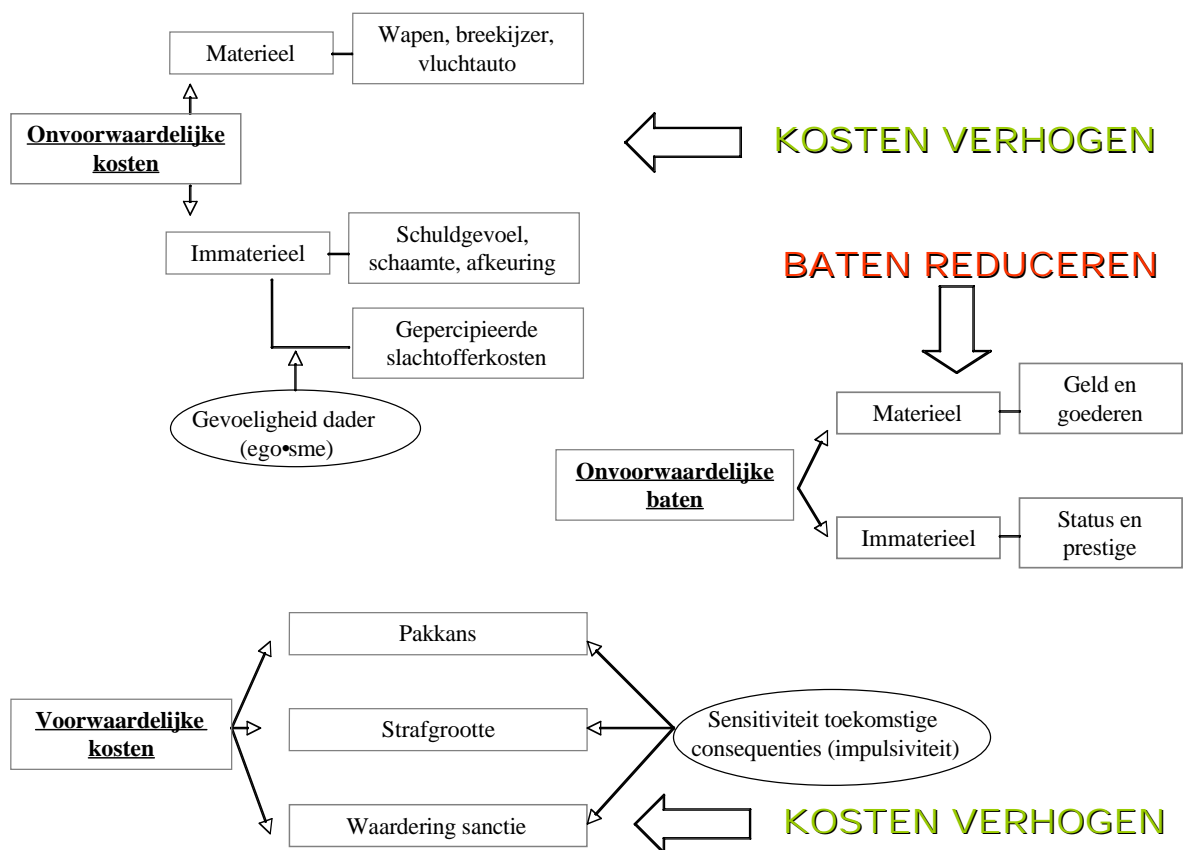 Materieel
Wapen, breekijzer,
vluchtauto
Onvoorwaardelijke
kosten
KOSTEN VERHOGEN
Immaterieel
Schuldgevoel,
schaamte, afkeuring
BATEN REDUCEREN
Gepercipieerde
slachtofferkosten
Gevoeligheid dader
(ego•sme)
Materieel
Geld en
goederen
Onvoorwaardelijke
baten
Immaterieel
Status en
prestige
Pakkans
Voorwaardelijke
kosten
Strafgrootte
Sensitiviteit toekomstige
consequenties (impulsiviteit)
Waardering sanctie
KOSTEN VERHOGEN